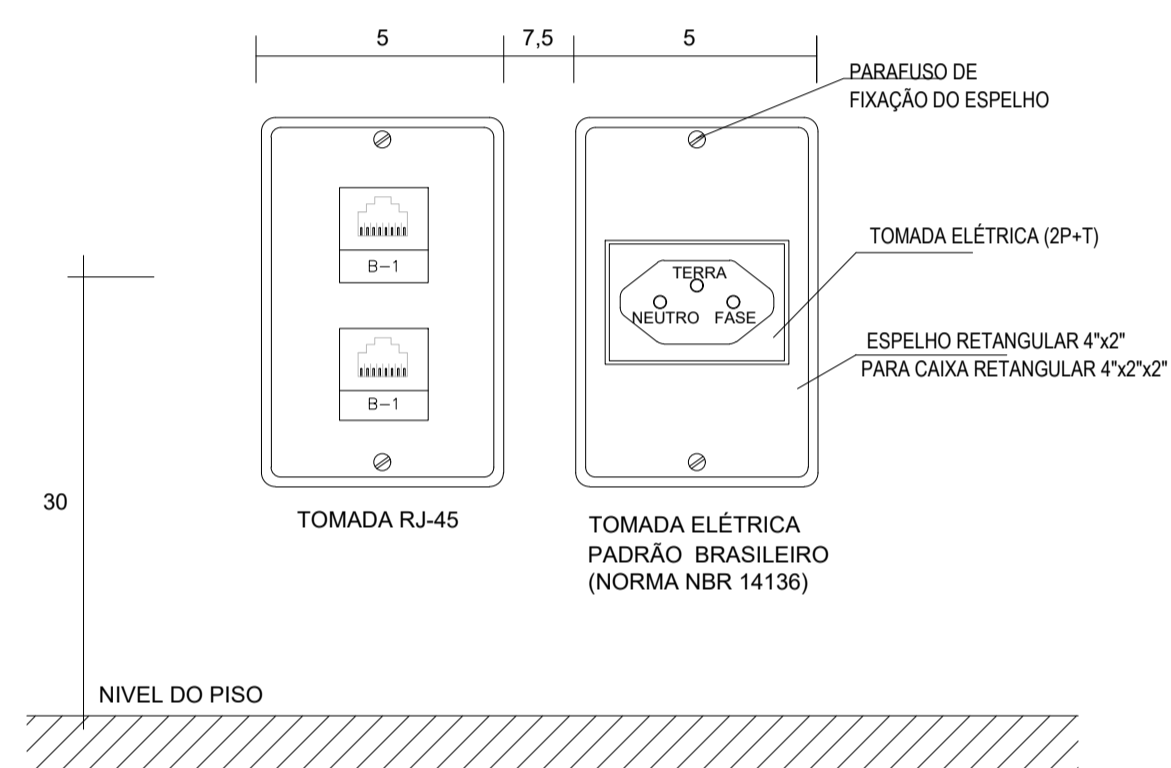 5
7,5
5
PARAFUSO DE
FIXAÇÃO DO ESPELHO
TOMADA ELÉTRICA (2P+T)
TERRA
NEUTRO FASE
B-1
ESPELHO RETANGULAR 4"x2"
PARA CAIXA RETANGULAR 4"x2"x2"
B-1
30
TOMADA RJ-45
TOMADA ELÉTRICA
PADRÃO BRASILEIRO
(NORMA NBR 14136)
NIVEL DO PISO